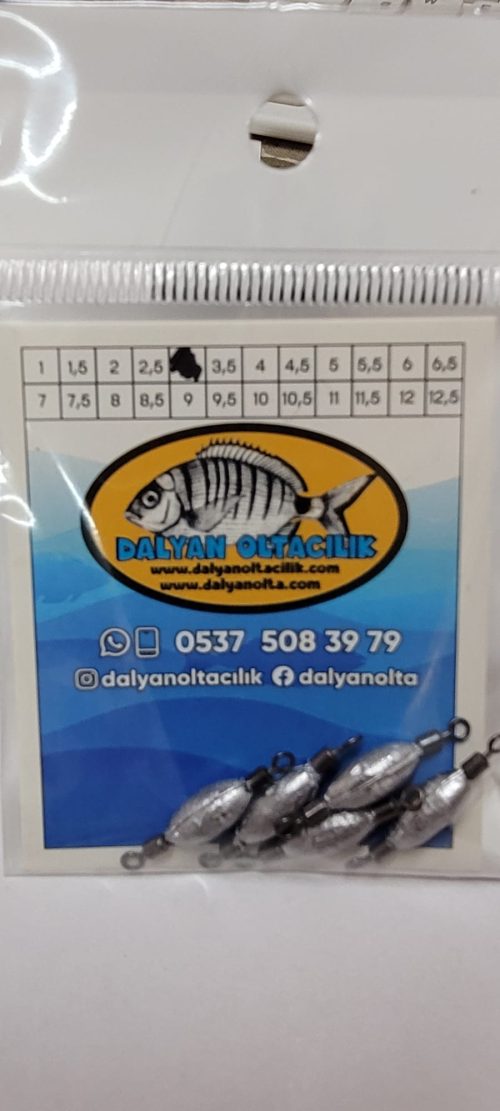 1 1,5 2 2,5 3,5 4 4,5 5 5,5 6 6,5
7 7,5 8 8,5 9 9,5 10 10,5 11 11,5 12 12,5
DALYAN OLTACILIK
www.dalyanoltacilik.com
www.dalyanolta.com
0537 508 39 79
dalyanoltacılık dalyanolta